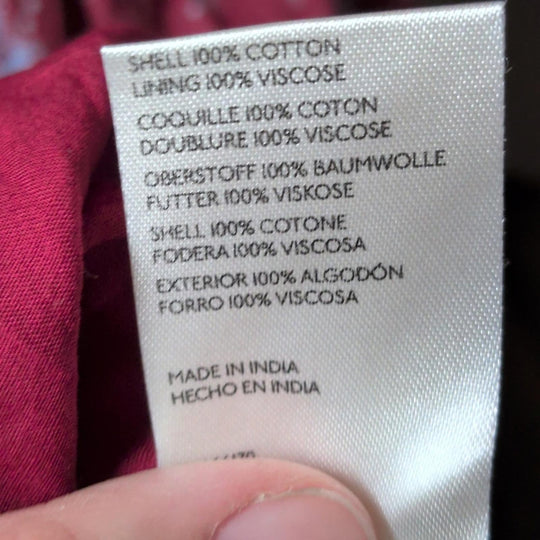 SHELL 100% COTTON
LINING 100% VISCOSE
COQUILLE 100% COTON
DOUBLURE 100% VISCOSE
OBERSTOFF 100% BAUMWOLLE
FUTTER 100% VISKOSE
SHELL 100% COTONE
FODERA 100% VISCOSA
EXTERIOR 100% ALGODÓN
FORRO 100% VISCOSA
MADE IN INDIA
HECHO EN INDIA